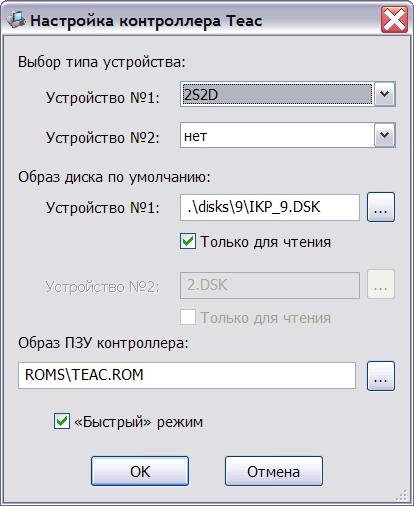 Настройка контроллера Teac
Выбор типа устройства:
Устройство №1: 2S2D
Устройство №2: нет
Образ диска по умолчанию:
Устройство №1: .\disks\9\IKP_9.DSK ...
Только для чтения
Устройство №2: 2.DSK ...
Только для чтения
Образ ПЗУ контроллера:
ROMS\TEAC.ROM ...
«Быстрый» режим
OK Отмена